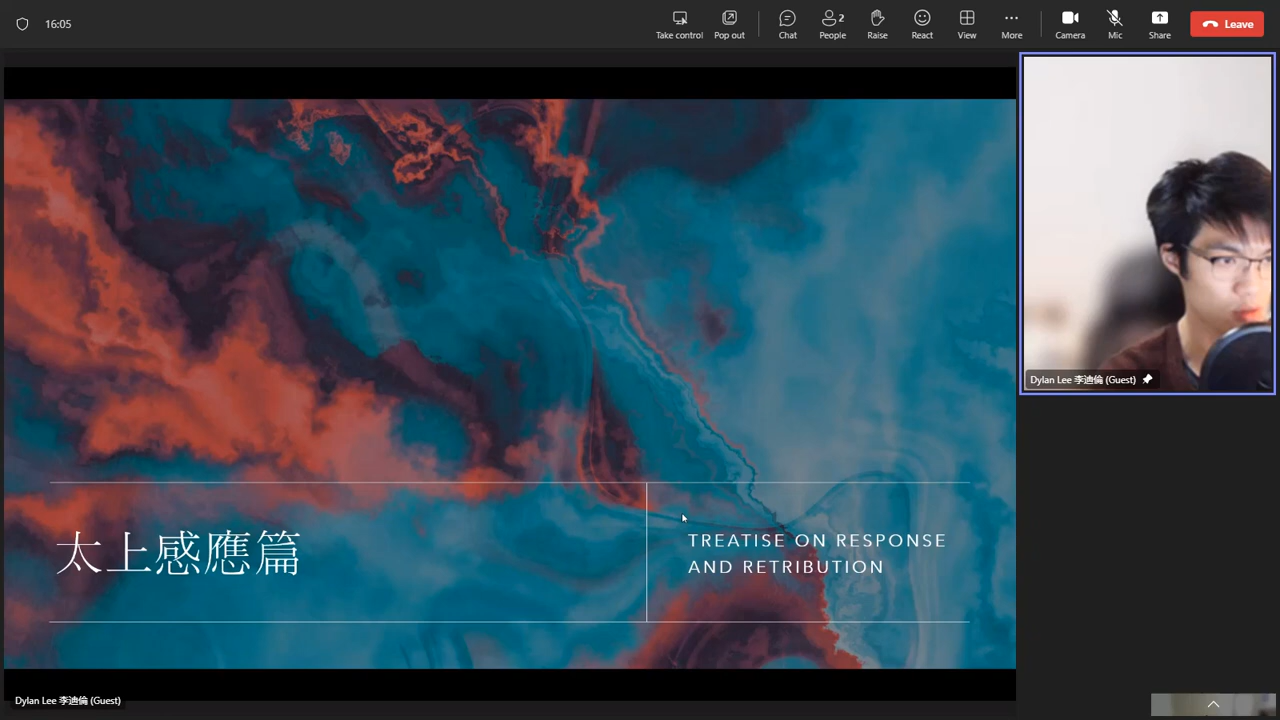 16:05
Take control
Pop out
Chat
2
People
Raise
React
View
More
Camera
Mic
Share
Leave
Dylan Lee 李迪倫 (Guest)
太上感應篇
TREATISE ON RESPONSE
AND RETRIBUTION
Dylan Lee 李迪倫 (Guest)